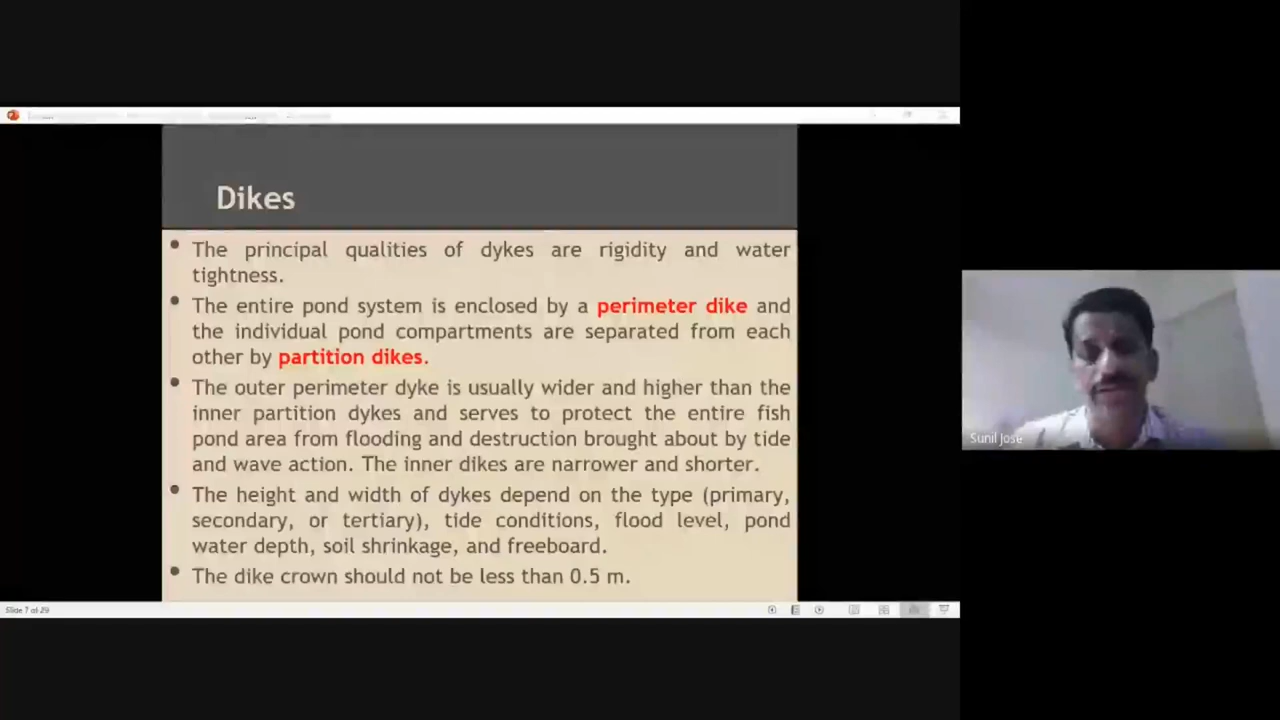 Dikes
• The principal qualities of dykes are rigidity and water
tightness.
• The entire pond system is enclosed by a perimeter dike and
the individual pond compartments are separated from each
other by partition dikes.
• The outer perimeter dyke is usually wider and higher than the
inner partition dykes and serves to protect the entire fish
pond area from flooding and destruction brought about by tide
and wave action. The inner dikes are narrower and shorter.
• The height and width of dykes depend on the type (primary,
secondary, or tertiary), tide conditions, flood level, pond
water depth, soil shrinkage, and freeboard.
• The dike crown should not be less than 0.5 m.
Slide 7 of 29
Sunil Jose